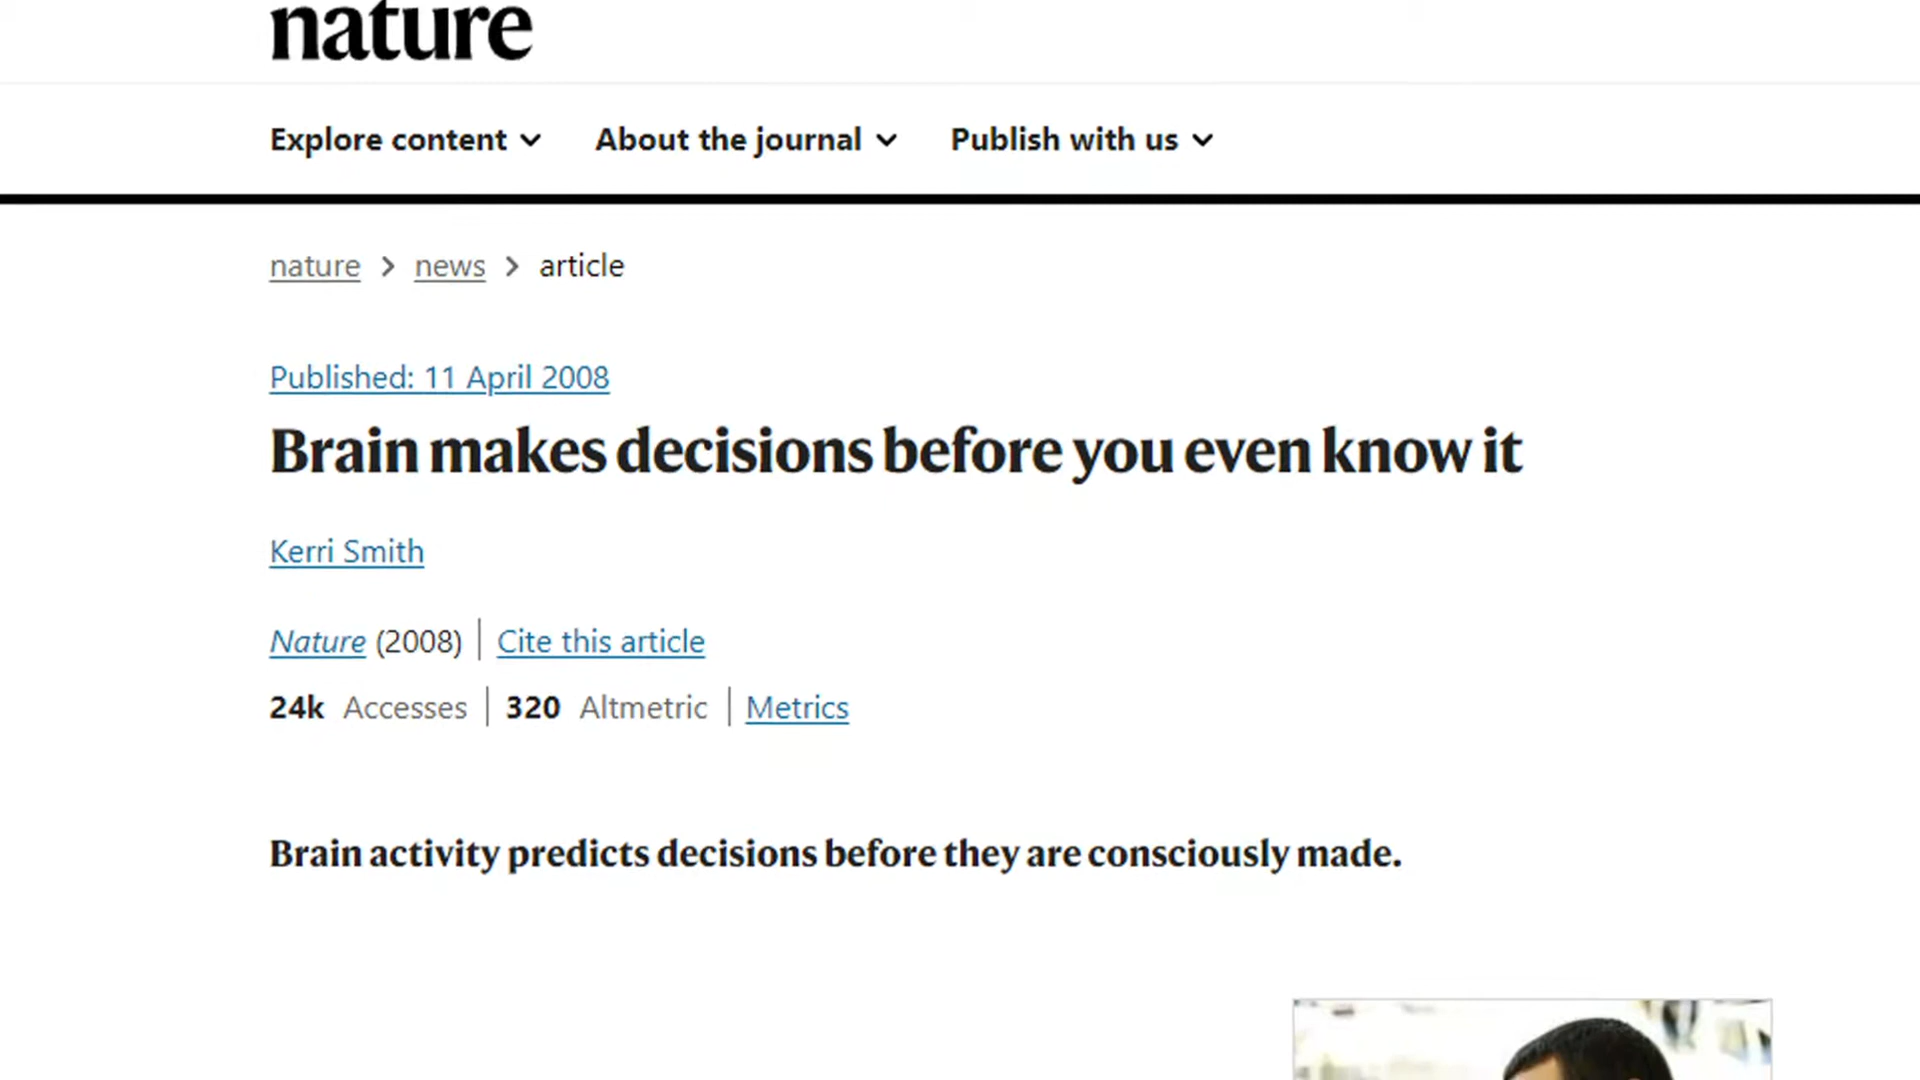 nature
Explore content About the journal Publish with us
nature > news > article
Published: 11 April 2008
Brain makes decisions before you even know it
Kerri Smith
Nature (2008) | Cite this article
24k Accesses | 320 Altmetric | Metrics
Brain activity predicts decisions before they are consciously made.